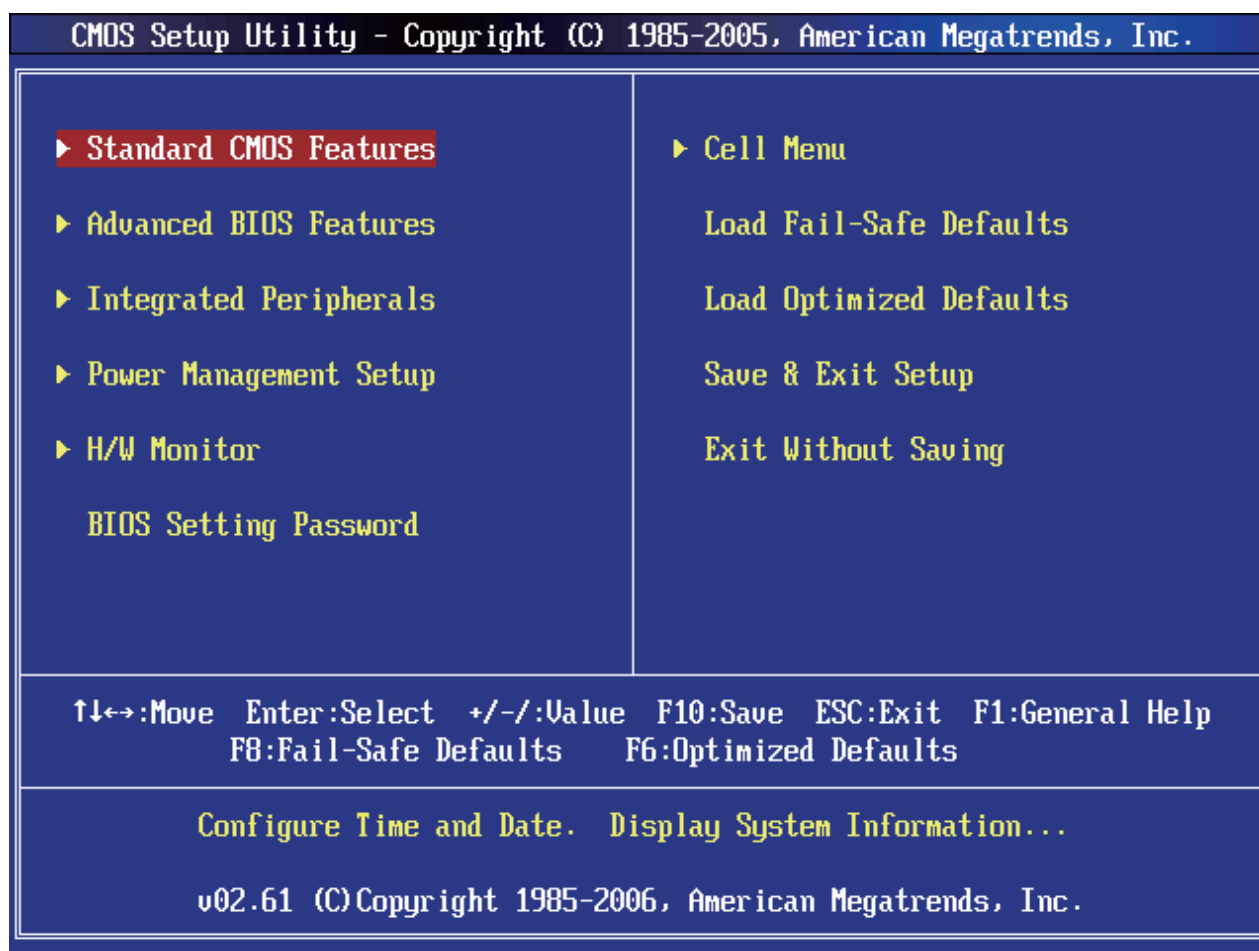 CMOS Setup Utility - Copyright (C) 1985-2005, American Megatrends, Inc.
▶ Standard CMOS Features
▶ Advanced BIOS Features
▶ Integrated Peripherals
▶ Power Management Setup
▶ H/W Monitor
BIOS Setting Password
▶ Cell Menu
Load Fail-Safe Defaults
Load Optimized Defaults
Save & Exit Setup
Exit Without Saving
↑↓←→:Move Enter:Select +/-/:Value F10:Save ESC:Exit F1:General Help
F8:Fail-Safe Defaults F6:Optimized Defaults
Configure Time and Date. Display System Information...
v02.61 (C)Copyright 1985-2006, American Megatrends, Inc.